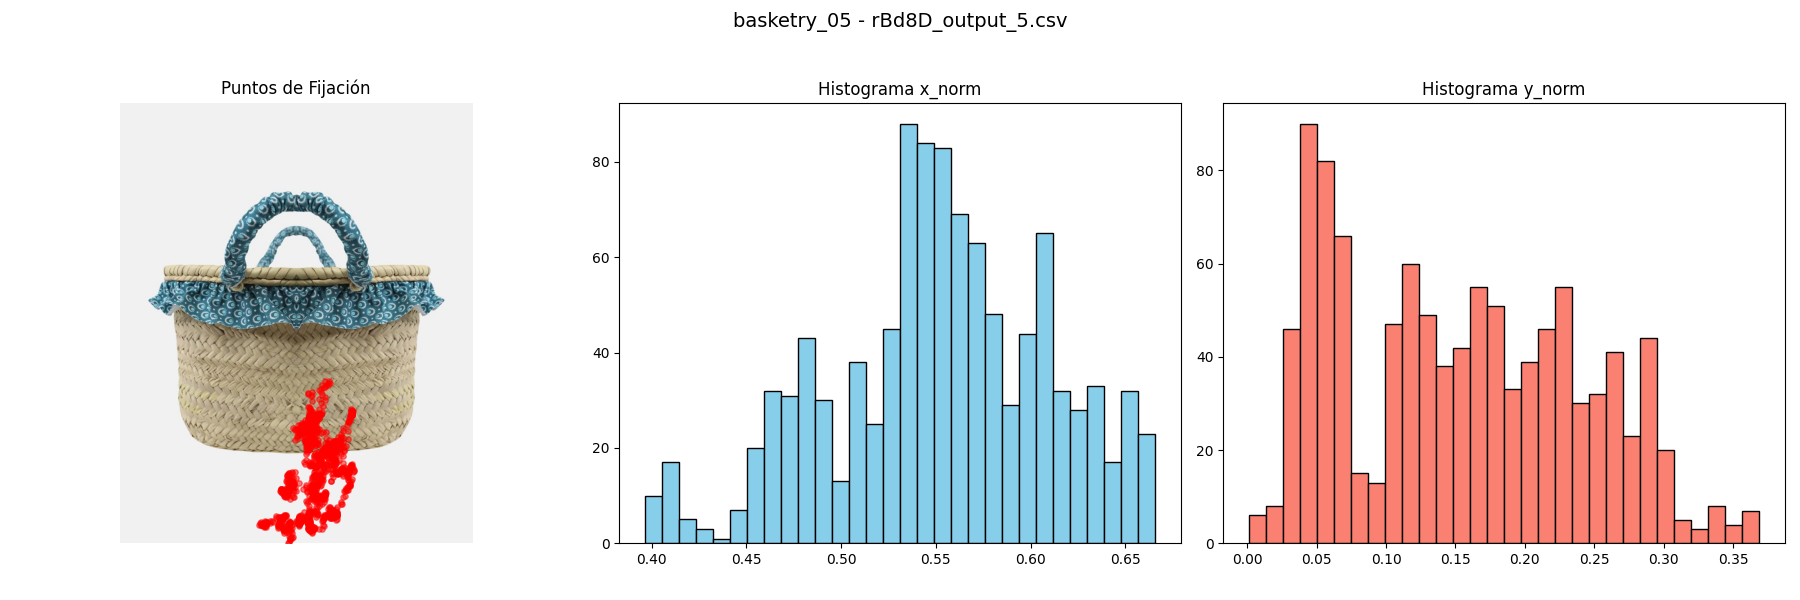 basketry_05 - rBd8D_output_5.csv
Puntos de Fijación
Histograma x_norm
80
60
40
20
0
0.40 0.45 0.50 0.55 0.60 0.65
Histograma y_norm
80
60
40
20
0
0.00 0.05 0.10 0.15 0.20 0.25 0.30 0.35